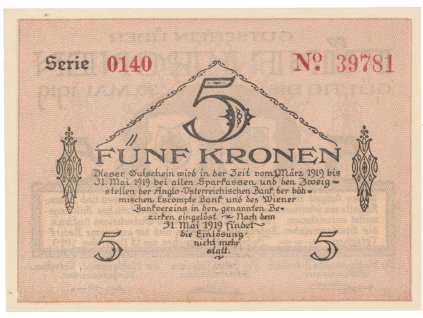 Serie 0140 No 39781
5
FÜNF KRONEN
Dieser Gutschein wird in der Zeit vom 1. März 1919 bis
31. Mai 1919 bei allen Sparkassen und den Zweig-
stellen der Anglo-Österreichischen Bank, der böh-
mischen Escompte Bank und des Wiener
Bankvereins in den genannten Be-
zirken eingelöst. Nach dem
31. Mai 1919 findet
die Einlösung
nicht mehr
statt.
5 5